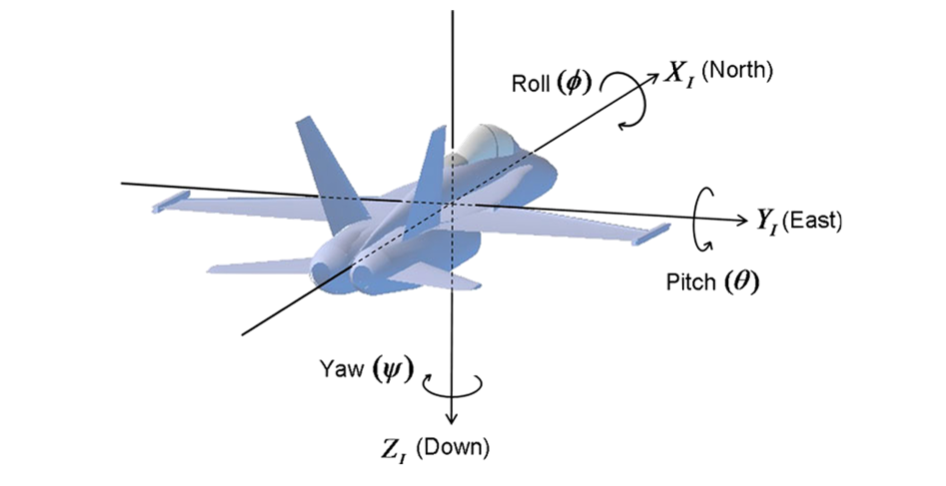 Roll (ϕ)
X_I (North)
Y_I (East)
Pitch (θ)
Yaw (ψ)
Z_I (Down)